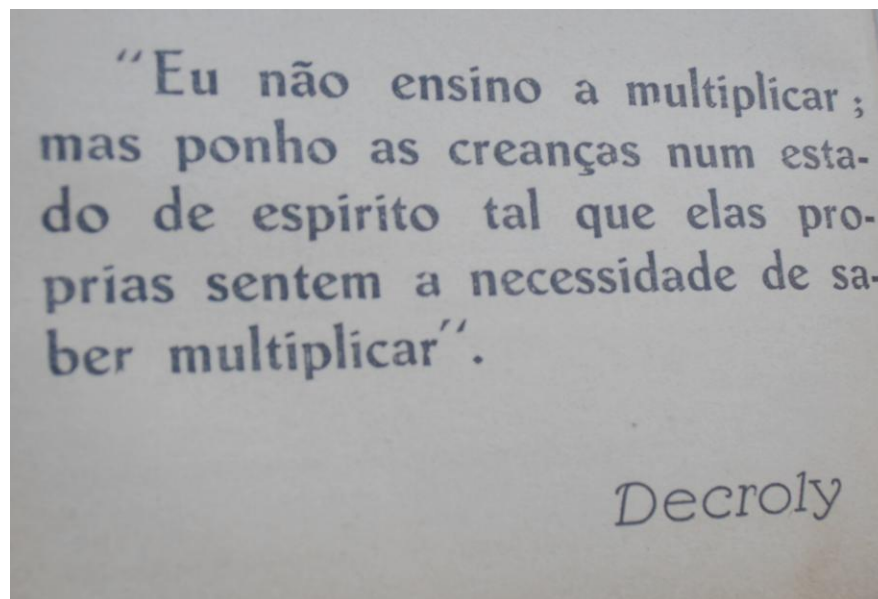 “Eu não ensino a multiplicar;
mas ponho as creanças num esta-
do de espírito tal que elas pro-
prias sentem a necessidade de sa-
ber multiplicar”.
Decroly